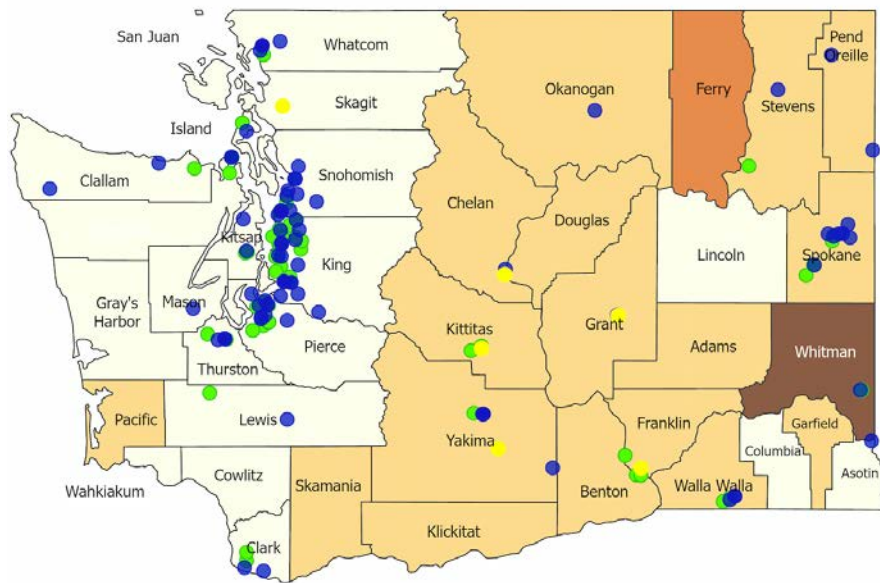 San Juan
Whatcom
Pend
Oreille
Skagit
Okanogan
Ferry
Stevens
Island
Clallam
Snohomish
Chelan
Douglas
Kitsap
King
Lincoln
Spokane
Gray's
Harbor
Mason
Kittitas
Grant
Adams
Whitman
Pierce
Thurston
Pacific
Lewis
Yakima
Franklin
Garfield
Columbia
Asotin
Wahkiakum
Cowlitz
Skamania
Benton
Walla Walla
Klickitat
Clark